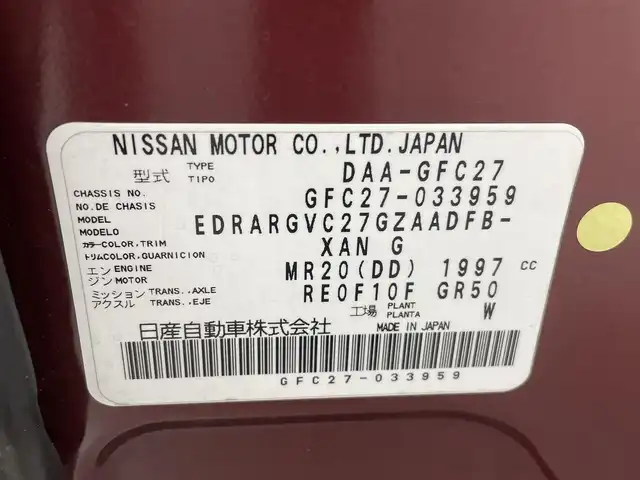 NISSAN MOTOR CO.,LTD.JAPAN
型式 TYPE TIPO DAA-GFC27
CHASSIS NO. NO.DE CHASIS GFC27-033959
MODEL MODELO EDRARGVC27GZAADFB-
カラー COLOR,TRIM トリム COLOR,GUARNICION XAN G
エンジン ENGINE MOTOR MR20(DD) 1997 CC
ミッション アクスル TRANS.,AXLE TRANS.,EJE RE0F10F GR50
工場 PLANT PLANTA W
日産自動車株式会社 MADE IN JAPAN
GFC27-033959